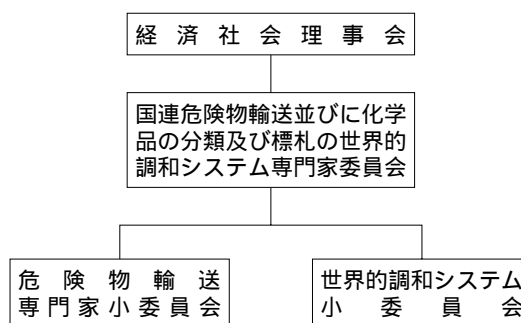 経済社会理事会
国連危険物輸送並びに化学
品の分類及び標札の世界的
調和システム専門家委員会
危険物輸送
専門家小委員会
世界的調和システム
小委員会